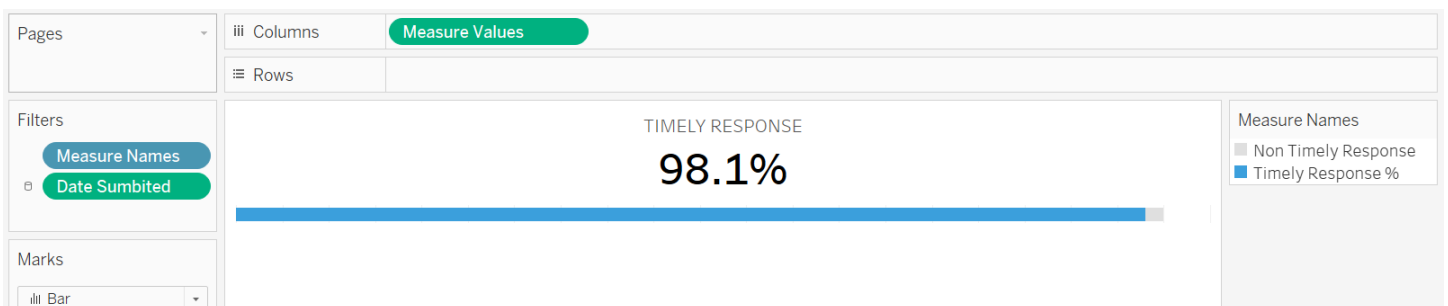 Pages
Columns
Measure Values
Rows
Filters
Measure Names
Date Sumbited
Marks
Bar
TIMELY RESPONSE
98.1%
Measure Names
Non Timely Response
Timely Response %